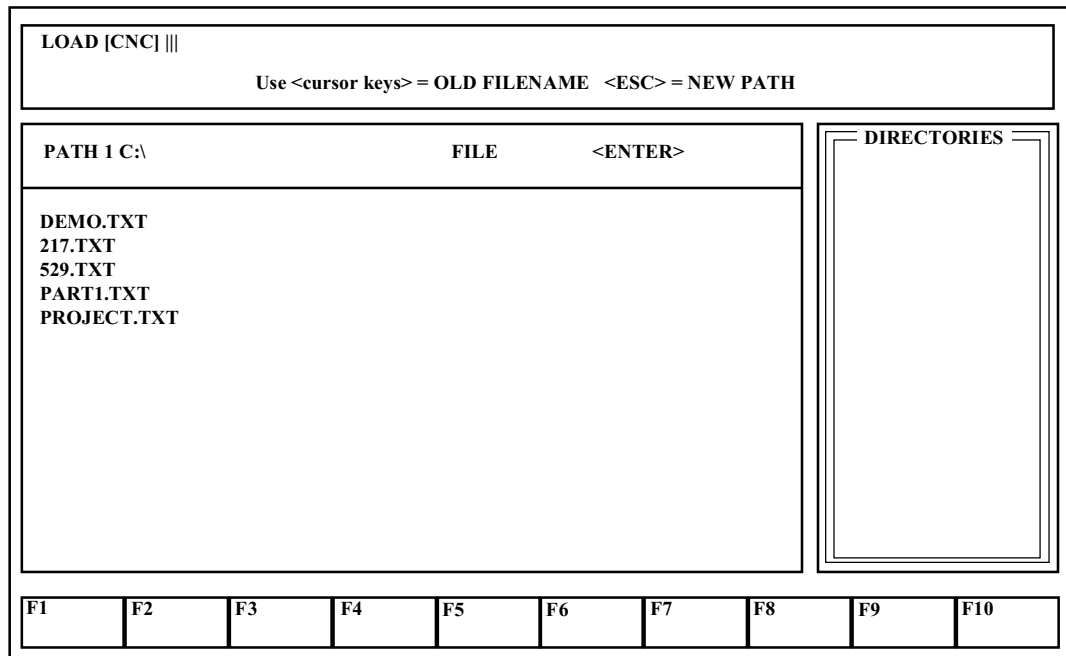 LOAD [CNC] |||
Use <cursor keys> = OLD FILENAME <ESC> = NEW PATH
PATH 1 C:\ FILE <ENTER>
DIRECTORIES
DEMO.TXT
217.TXT
529.TXT
PART1.TXT
PROJECT.TXT
F1 F2 F3 F4 F5 F6 F7 F8 F9 F10